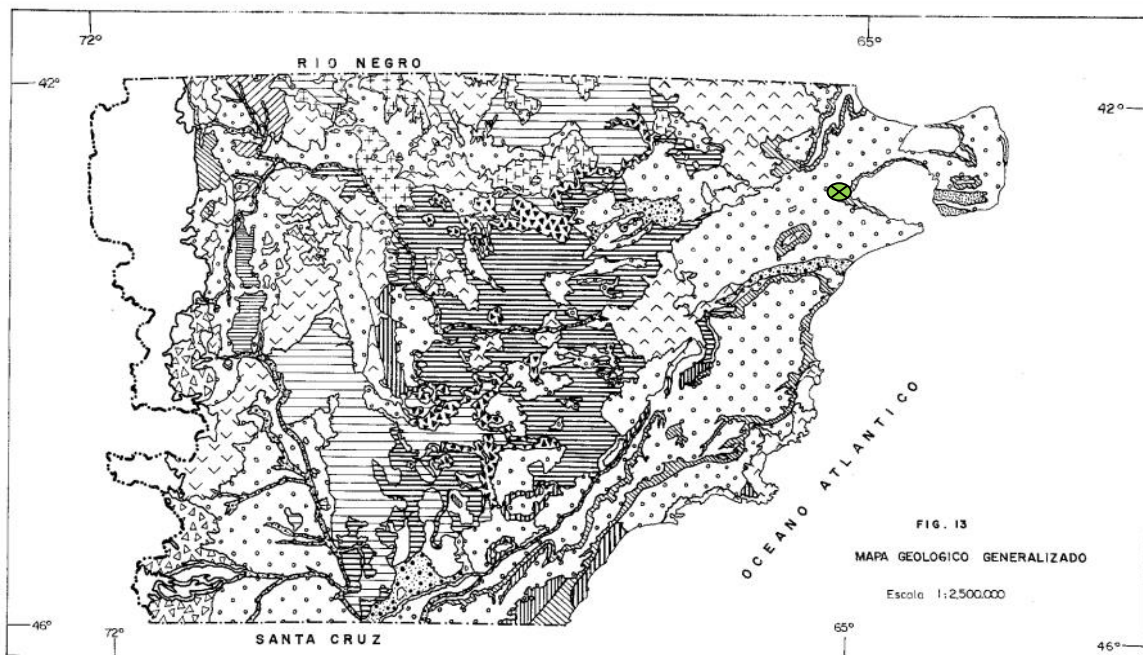 72° 65°
RIO NEGRO
42° 42°
OCEANO ATLANTICO
FIG. 13
MAPA GEOLOGICO GENERALIZADO
Escala 1:2,500.000
46° 72° SANTA CRUZ 65° 46°